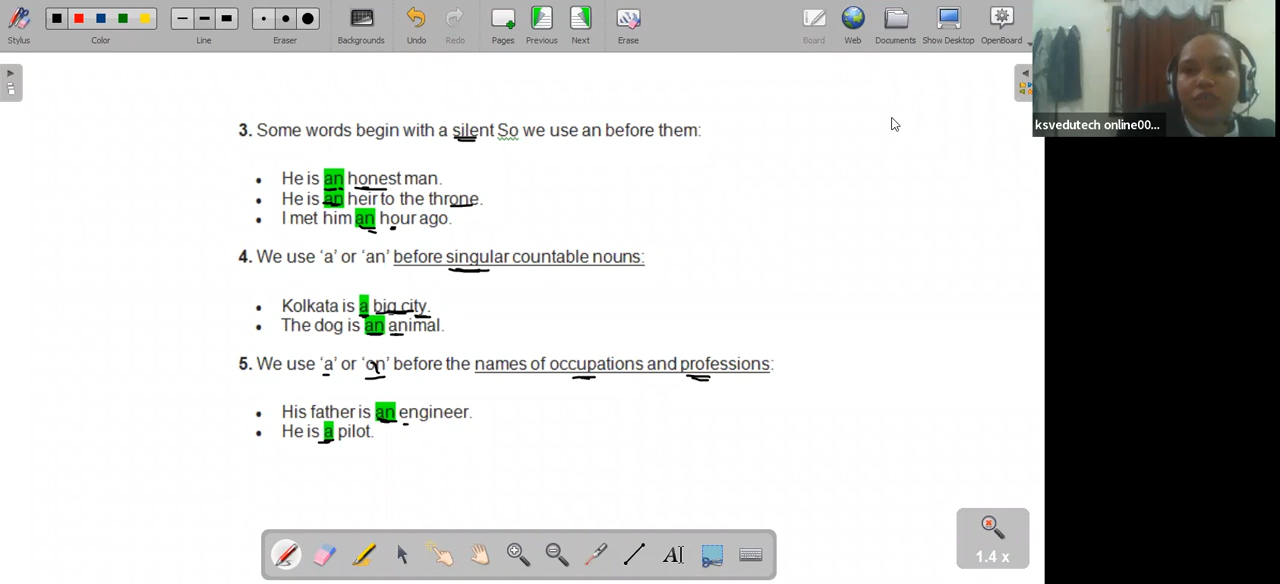 Stylus Color Line Eraser Backgrounds Undo Redo Pages Previous Next Erase Board Web Documents Show Desktop OpenBoard
ksvedutech online00...
3. Some words begin with a silent So we use an before them:
• He is an honest man.
• He is an heir to the throne.
• I met him an hour ago.
4. We use ‘a’ or ‘an’ before singular countable nouns:
• Kolkata is a big city.
• The dog is an animal.
5. We use ‘a’ or ‘on’ before the names of occupations and professions:
• His father is an engineer.
• He is a pilot.
AI
1.4 x